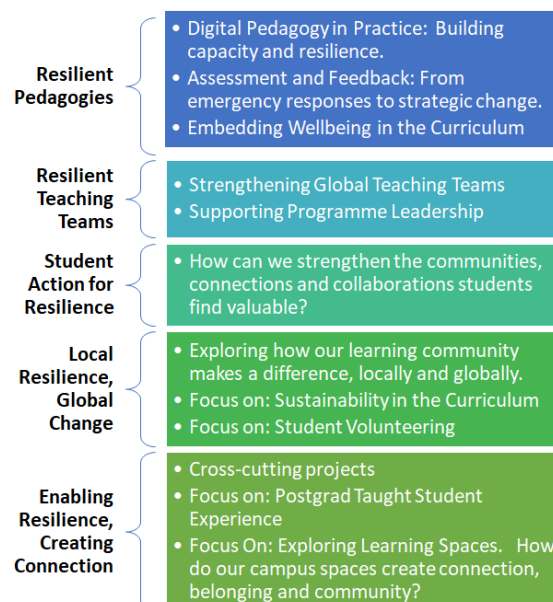 Resilient
Pedagogies
• Digital Pedagogy in Practice: Building
capacity and resilience.
• Assessment and Feedback: From
emergency responses to strategic change.
• Embedding Wellbeing in the Curriculum
Resilient
Teaching
Teams
• Strengthening Global Teaching Teams
• Supporting Programme Leadership
Student
Action for
Resilience
• How can we strengthen the communities,
connections and collaborations students
find valuable?
Local
Resilience,
Global
Change
• Exploring how our learning community
makes a difference, locally and globally.
• Focus on: Sustainability in the Curriculum
• Focus on: Student Volunteering
Enabling
Resilience,
Creating
Connection
• Cross-cutting projects
• Focus on: Postgrad Taught Student
Experience
• Focus On: Exploring Learning Spaces. How
do our campus spaces create connection,
belonging and community?